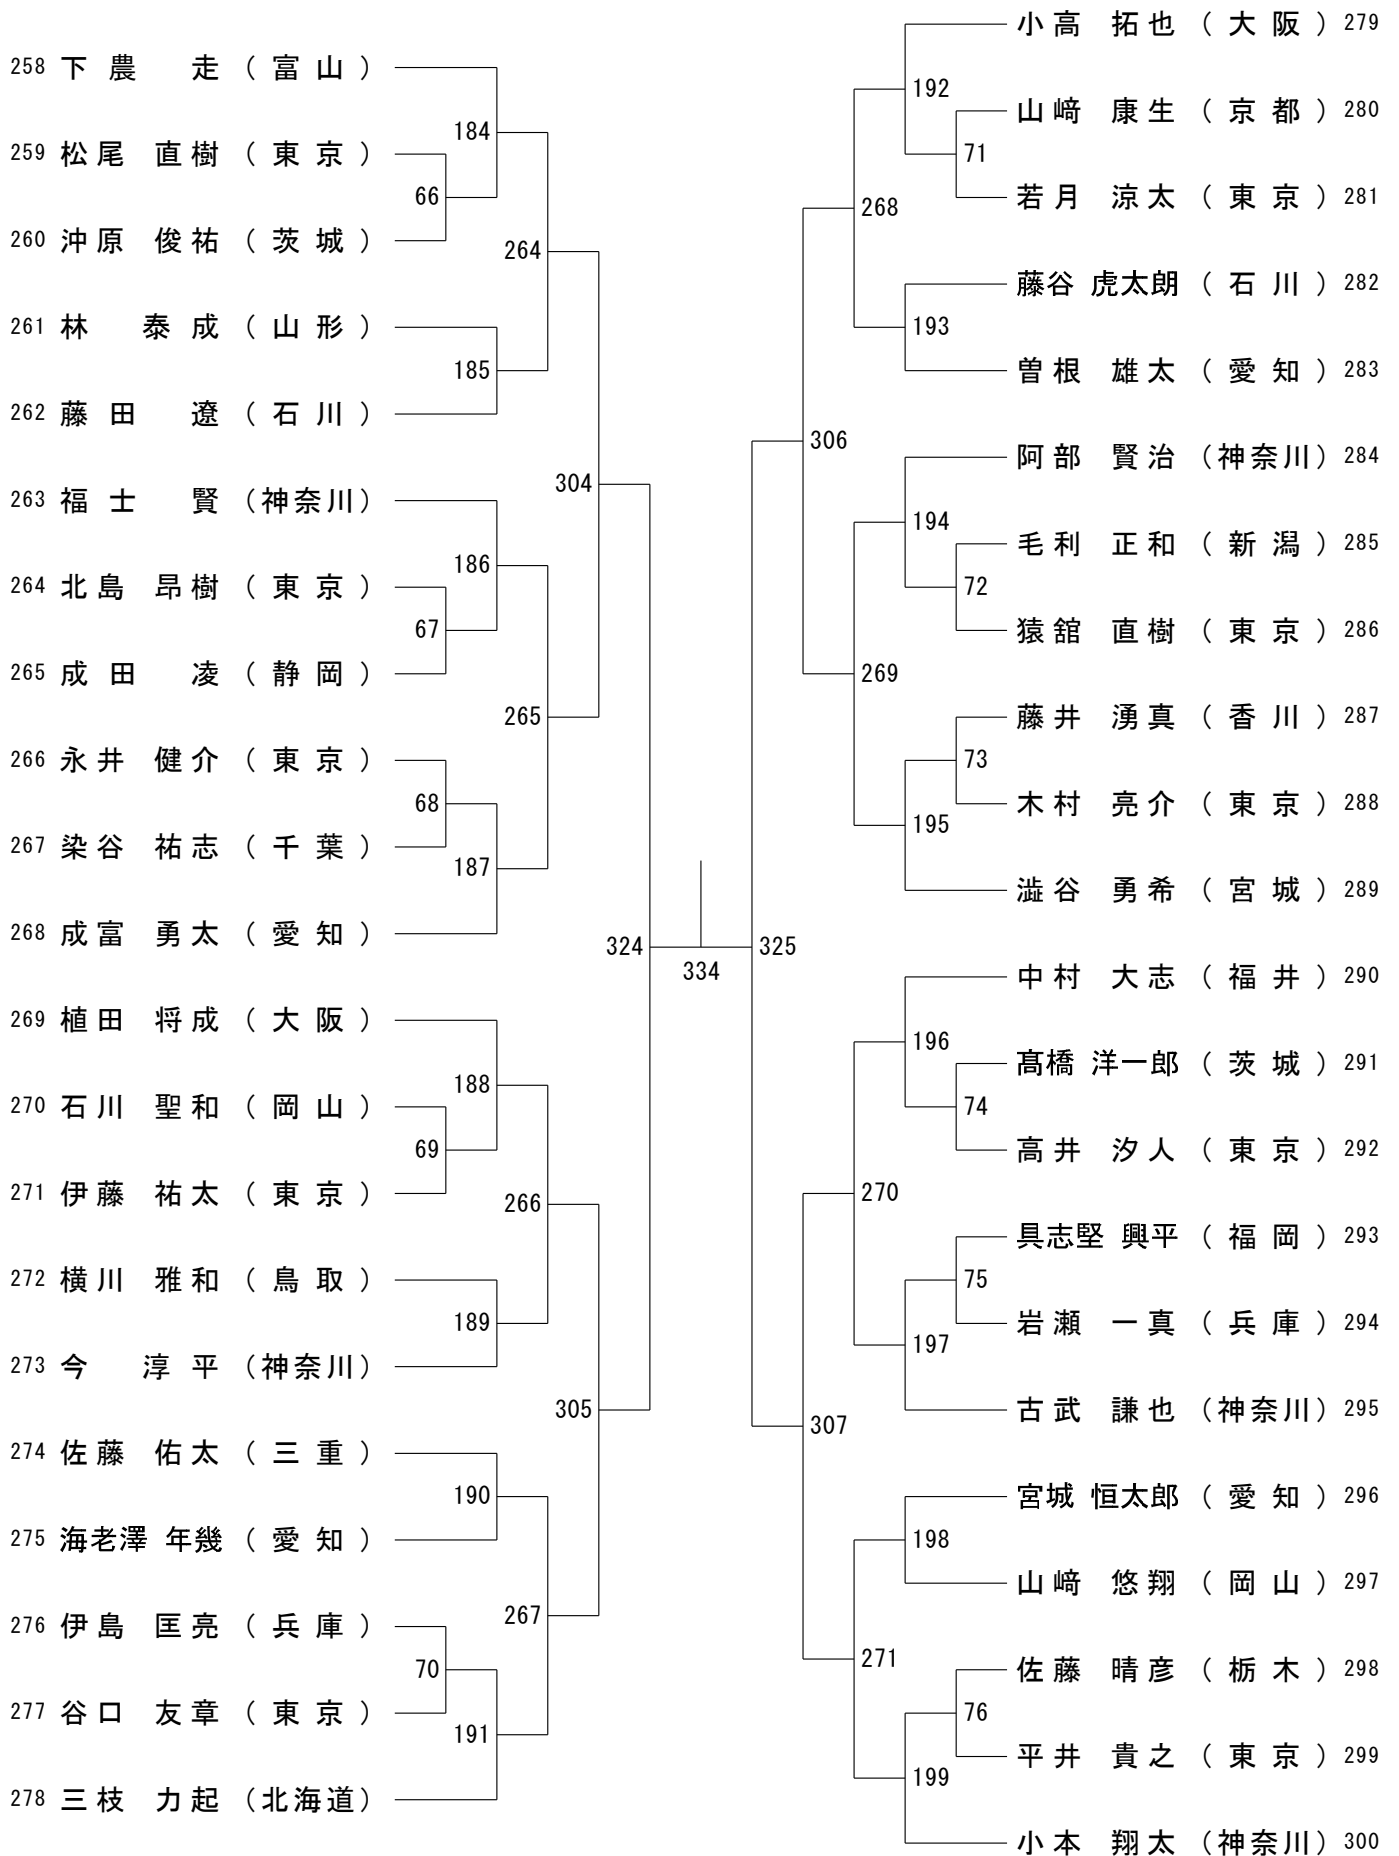 258 下農 走 (富山)
184
259 松尾 直樹 (東京)
66
260 沖原 俊祐 (茨城)
264
261 林 泰成 (山形)
185
262 藤田 遼 (石川)
304
263 福士 賢 (神奈川)
186
264 北島 昂樹 (東京)
67
265 成田 凌 (静岡)
265
266 永井 健介 (東京)
68
267 染谷 祐志 (千葉)
187
268 成富 勇太 (愛知)
324
334
269 植田 将成 (大阪)
188
270 石川 聖和 (岡山)
69
271 伊藤 祐太 (東京)
266
272 横川 雅和 (鳥取)
189
273 今 淳平 (神奈川)
305
274 佐藤 佑太 (三重)
190
275 海老澤 年幾 (愛知)
267
276 伊島 匡亮 (兵庫)
70
277 谷口 友章 (東京)
191
278 三枝 力起 (北海道)
小高 拓也 (大阪) 279
192
山﨑 康生 (京都) 280
71
若月 涼太 (東京) 281
268
藤谷 虎太朗 (石川) 282
193
曽根 雄太 (愛知) 283
306
阿部 賢治 (神奈川) 284
194
毛利 正和 (新潟) 285
72
猿舘 直樹 (東京) 286
269
藤井 湧真 (香川) 287
73
木村 亮介 (東京) 288
195
澁谷 勇希 (宮城) 289
325
中村 大志 (福井) 290
196
髙橋 洋一郎 (茨城) 291
74
高井 汐人 (東京) 292
270
具志堅 興平 (福岡) 293
75
岩瀬 一真 (兵庫) 294
197
古武 謙也 (神奈川) 295
307
宮城 恒太郎 (愛知) 296
198
山﨑 悠翔 (岡山) 297
271
佐藤 晴彦 (栃木) 298
76
平井 貴之 (東京) 299
199
小本 翔太 (神奈川) 300